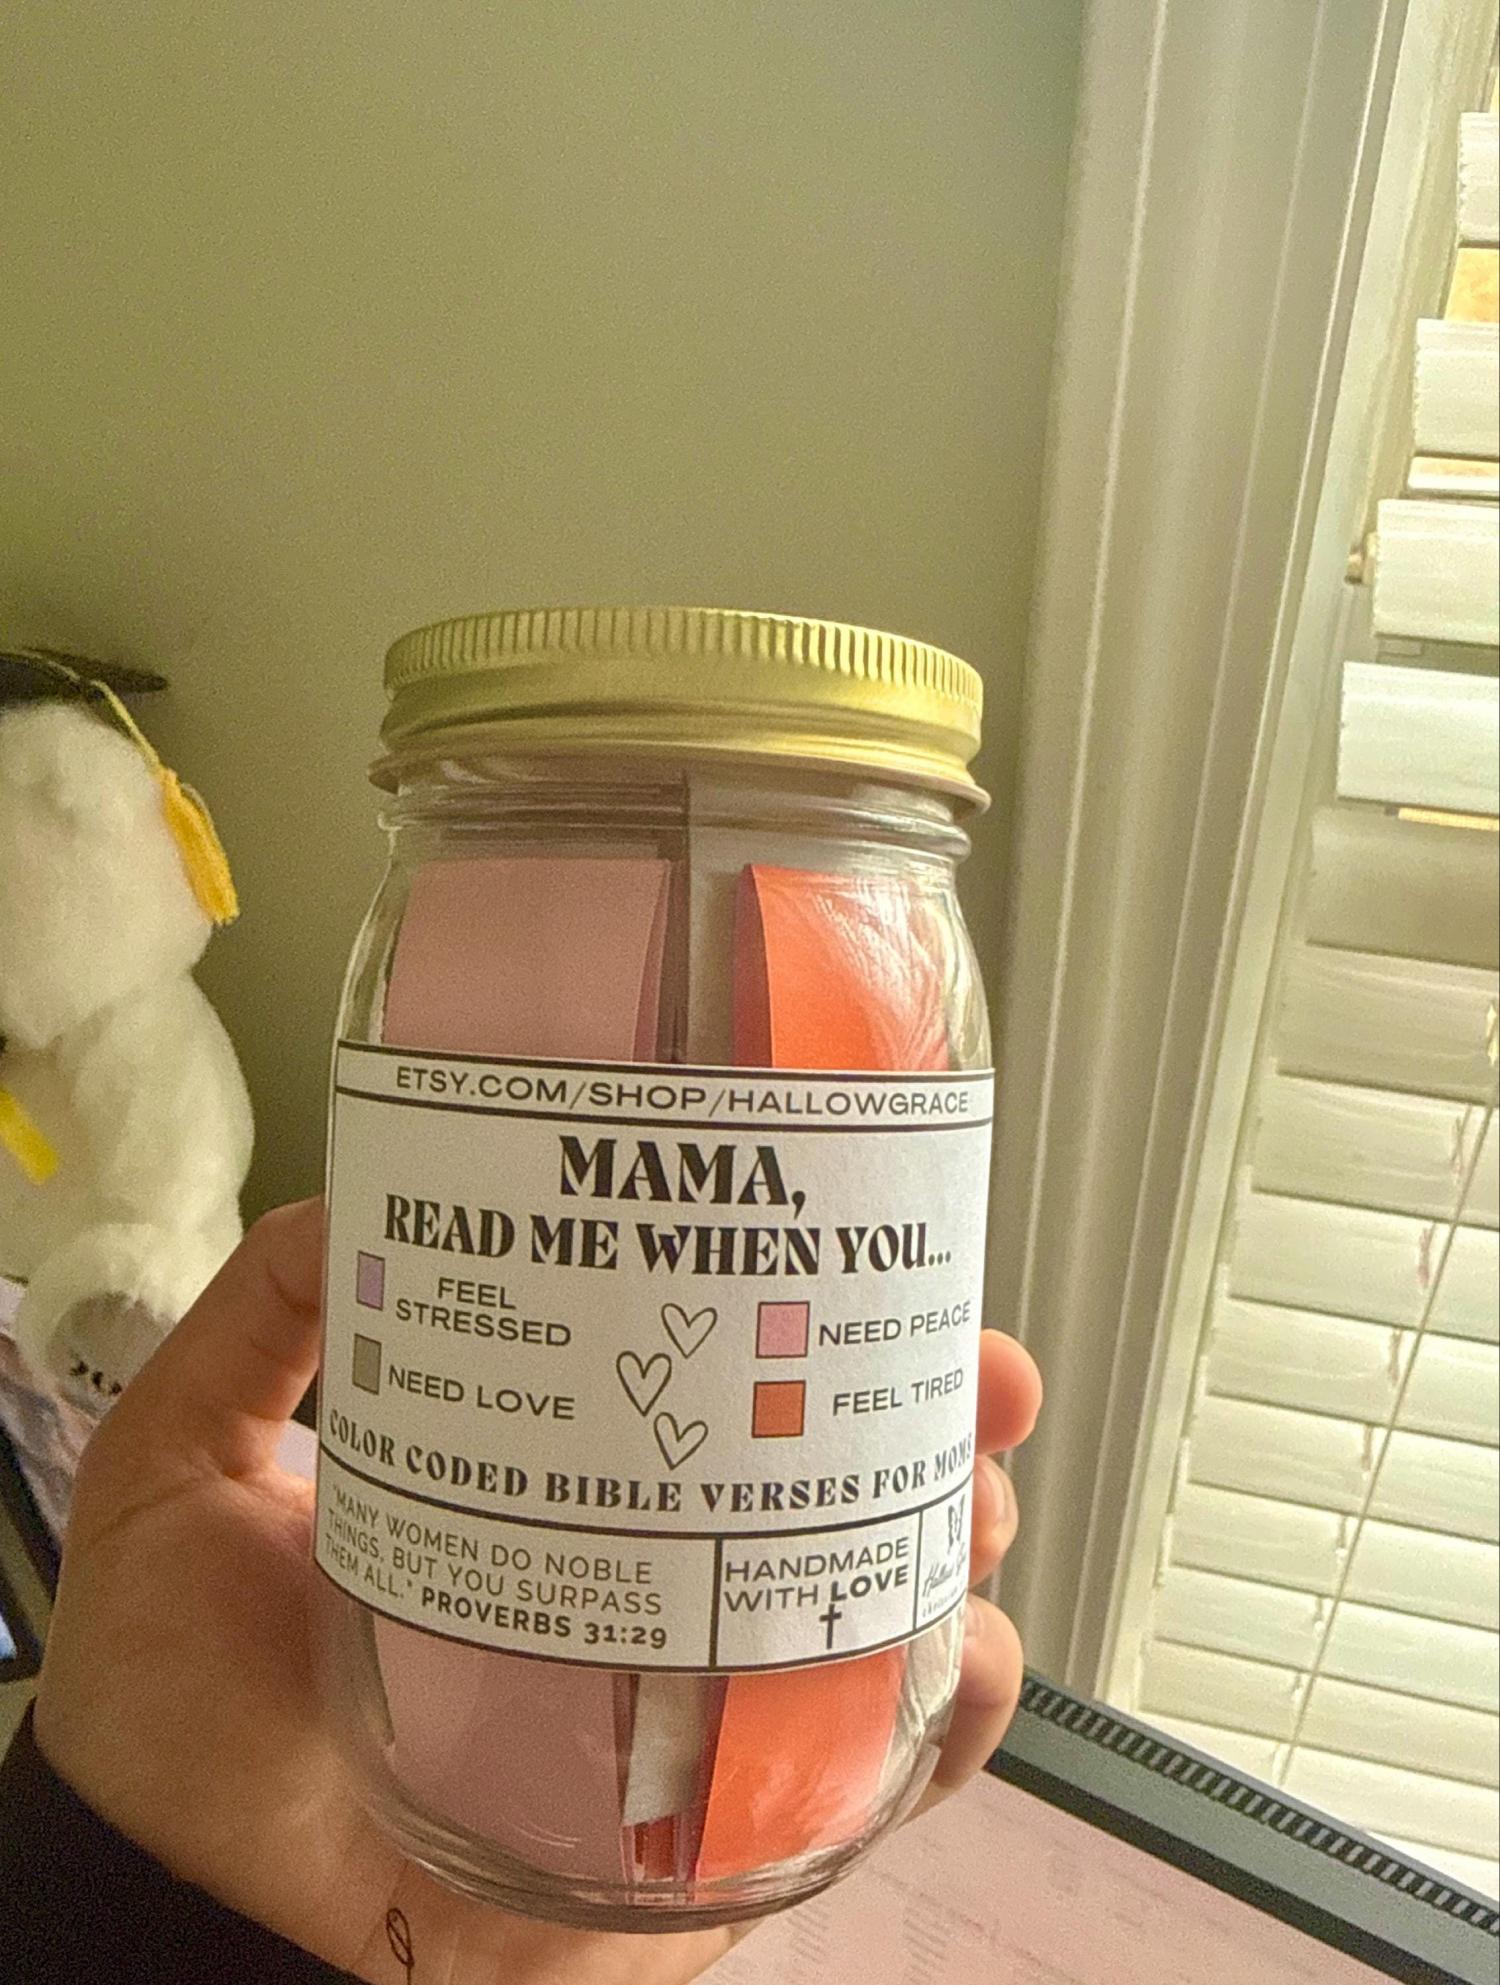 ETSY.COM/SHOP/HALLOWGRACE
MAMA,
READ ME WHEN YOU...
FEEL
STRESSED
NEED PEACE
NEED LOVE
FEEL TIRED
COLOR CODED BIBLE VERSES FOR MOMS
"MANY WOMEN DO NOBLE
THINGS, BUT YOU SURPASS
THEM ALL." PROVERBS 31:29
HANDMADE
WITH LOVE